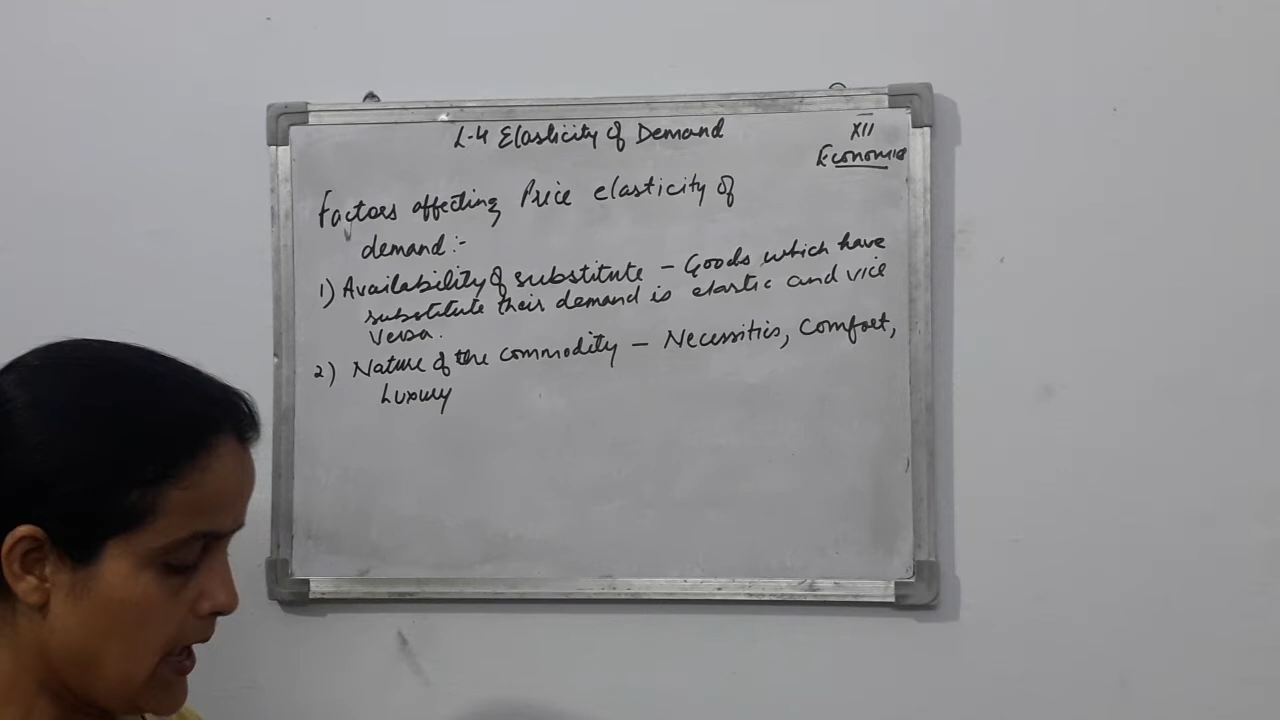 L-4 Elasticity of Demand
XII
Economics
Factors affecting Price elasticity of
demand :-
1) Availability of substitute - Goods which have
substitute their demand is elastic and vice
versa.
2) Nature of the commodity - Necessities, Comfort,
Luxury